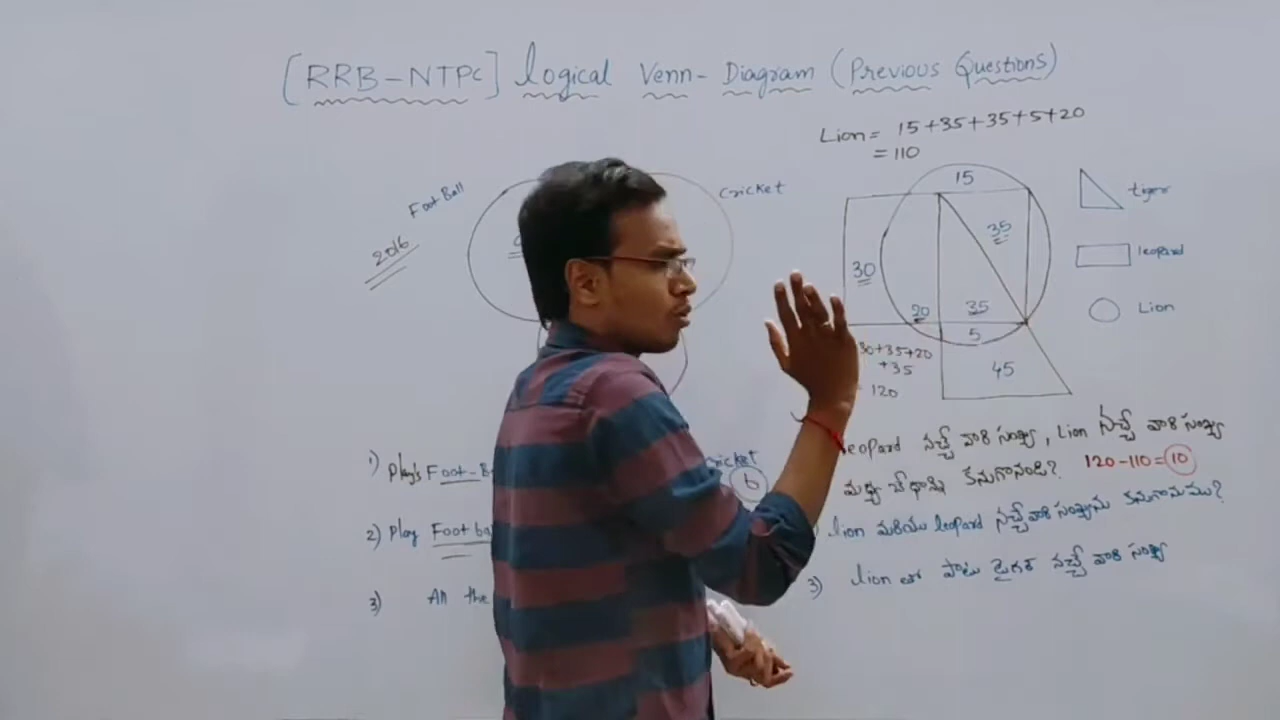 [RRB-NTPC] logical Venn-Diagram (Previous Questions)
Lion = 15+35+35+5+20
= 110
Foot Ball
2016
Cricket
15
35
30
20
35
5
45
tiger
leopard
Lion
30+35+20
+35
120
1) Play's Foot-B
cricket
6
2) Play Foot ba
3) All the
leopard నచ్చే వారి సంఖ్య, Lion నచ్చే వారి సంఖ్య
మధ్య బేధాన్ని కనుగొనండి? 120-110=10
lion మరియు leopard నచ్చేవారి సంఖ్యను కనుగొనుము?
3) lion తో పాటు టైగర్ నచ్చే వారి సంఖ్య